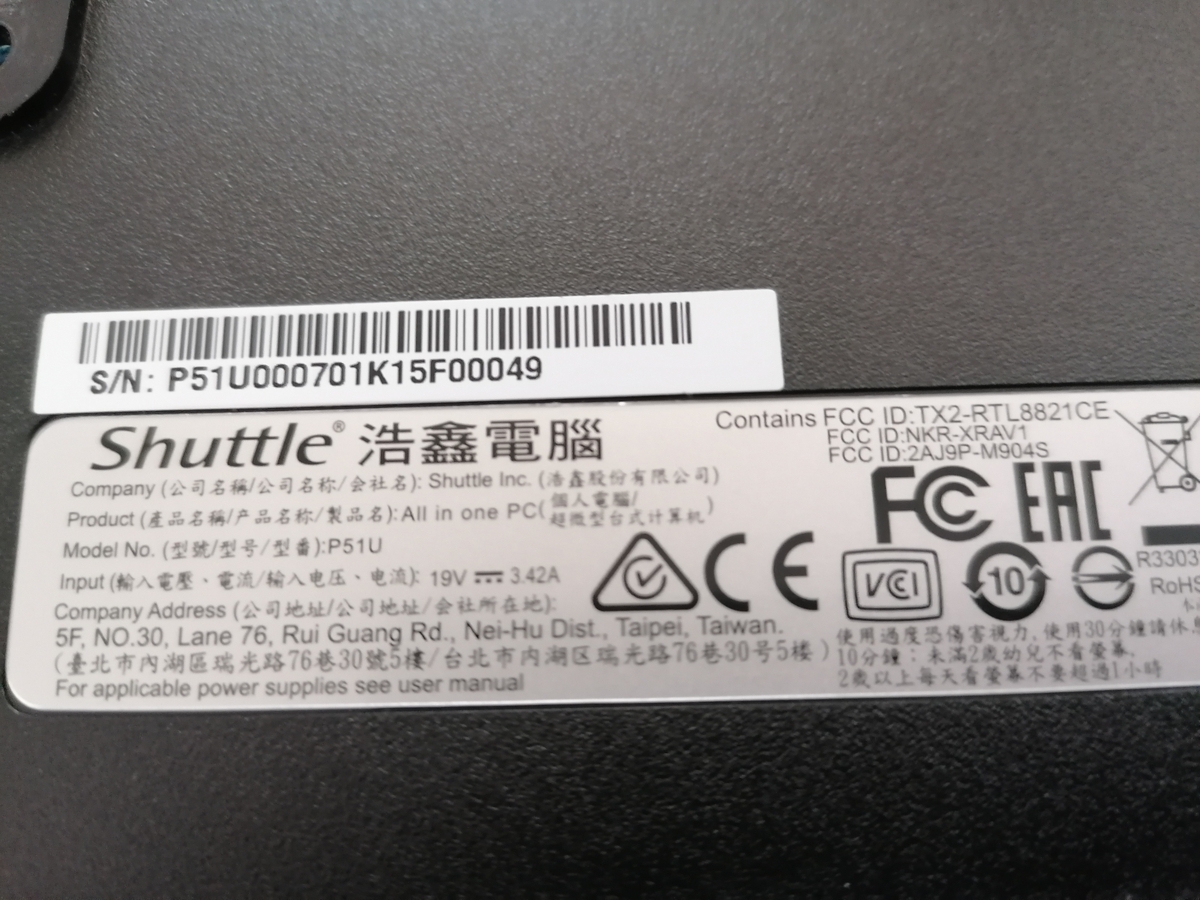 S/N: P51U000701K15F00049
Shuttle® 浩鑫電腦
Company (公司名稱/公司名称/会社名): Shuttle Inc. (浩鑫股份有限公司)
Product (產品名稱/产品名称/製品名):All in one PC(個人電腦/超微型台式计算机)
Model No. (型號/型号/型番):P51U
Input (輸入電壓、電流/输入电压、电流): 19V 3.42A
Company Address (公司地址/公司地址/会社所在地):
5F, NO.30, Lane 76, Rui Guang Rd., Nei-Hu Dist., Taipei, Taiwan.
(臺北市內湖區瑞光路76巷30號5樓/台北市內湖区瑞光路76巷30号5楼)
For applicable power supplies see user manual
Contains FCC ID:TX2-RTL8821CE
FCC ID:NKR-XRAV1
FCC ID:2AJ9P-M904S
FC EAC
CE VCI 10
R3303
RoHS
使用過度恐傷害視力, 使用30分鐘請休
10分鐘; 未滿2歲幼兒不看螢幕,
2歲以上每天看螢幕不要超過1小時